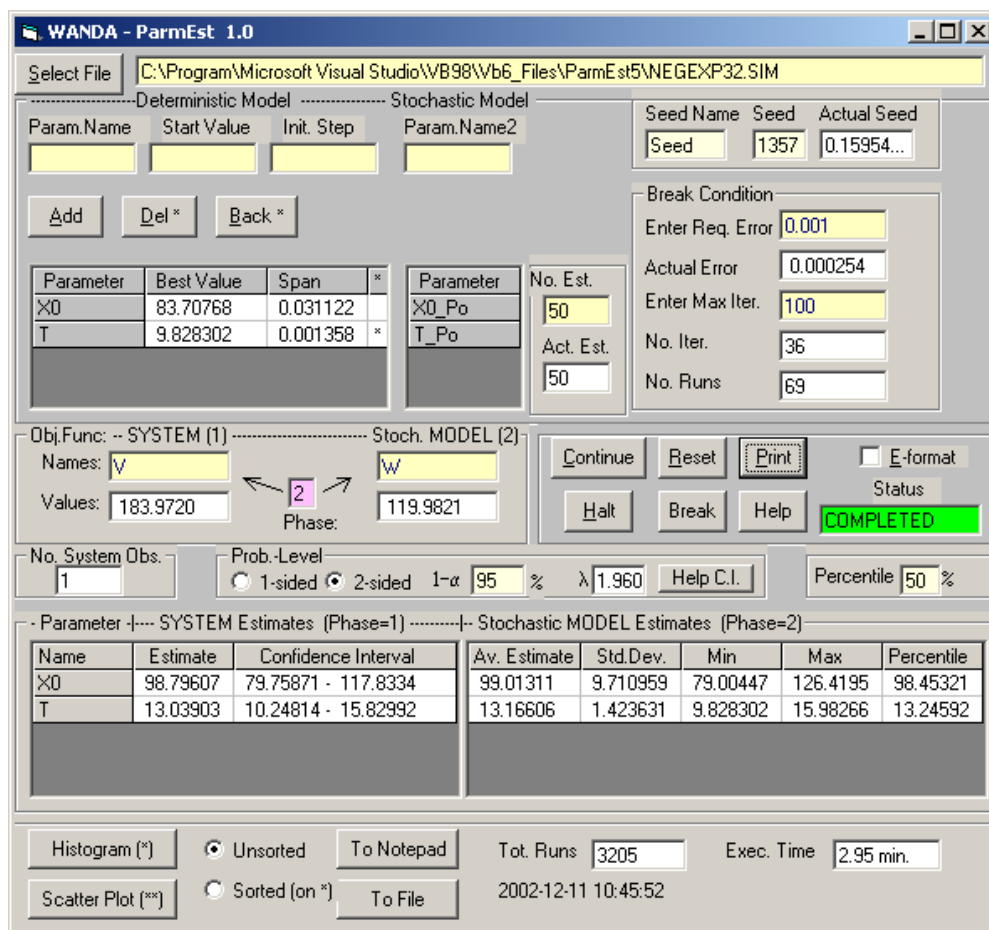 WANDA - ParmEst 1.0
Select File C:\Program\Microsoft Visual Studio\VB98\Vb6_Files\ParmEst5\NEGEXP32.SIM
------------------Deterministic Model --------------- Stochastic Model
Param.Name Start Value Init. Step Param.Name2
Seed Name Seed Actual Seed
Seed 1357 0.15954...
Add Del * Back *
Break Condition
Enter Req. Error 0.001
Actual Error 0.000254
Enter Max Iter. 100
No. Iter. 36
No. Runs 69
Parameter Best Value Span *
X0 83.70768 0.031122
T 9.828302 0.001358 *
Parameter
X0_Po
T_Po
No. Est.
50
Act. Est.
50
Obj.Func: -- SYSTEM (1) ------------------------ Stoch. MODEL (2)
Names: V W
Values: 183.9720 2 119.9821
Phase:
Continue Reset Print E-format
Halt Break Help Status
COMPLETED
No. System Obs.
1
Prob.-Level
1-sided 2-sided 1-α 95 % λ 1.960 Help C.I.
Percentile 50 %
- Parameter -|---- SYSTEM Estimates (Phase=1) ---------|-- Stochastic MODEL Estimates (Phase=2)
Name Estimate Confidence Interval Av. Estimate Std.Dev. Min Max Percentile
X0 98.79607 79.75871 - 117.8334 99.01311 9.710959 79.00447 126.4195 98.45321
T 13.03903 10.24814 - 15.82992 13.16606 1.423631 9.828302 15.98266 13.24592
Histogram (*) Unsorted To Notepad Tot. Runs 3205 Exec. Time 2.95 min.
Scatter Plot (**) Sorted (on *) To File 2002-12-11 10:45:52